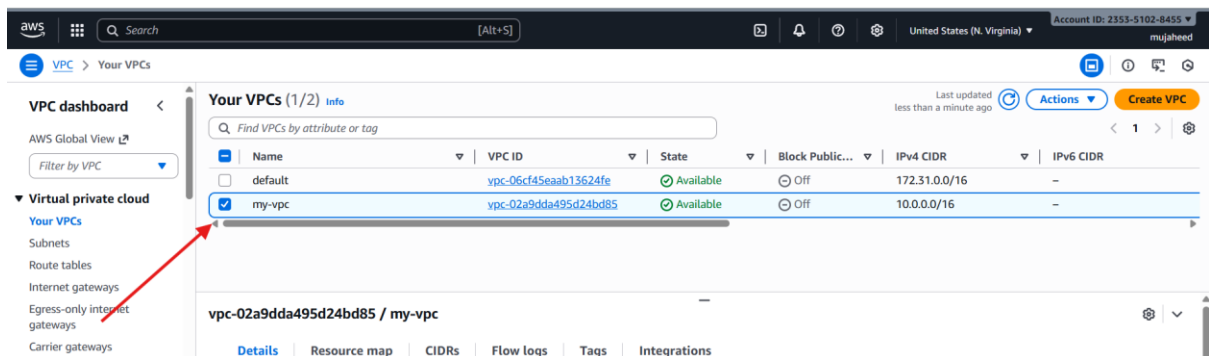 aws
Search
[Alt+S]
United States (N. Virginia)
Account ID: 2353-5102-8455
mujaheed
VPC > Your VPCs
VPC dashboard
AWS Global View
Filter by VPC
Virtual private cloud
Your VPCs
Subnets
Route tables
Internet gateways
Egress-only internet
gateways
Carrier gateways
Your VPCs (1/2) Info
Last updated
less than a minute ago
Actions
Create VPC
Find VPCs by attribute or tag
1
Name VPC ID State Block Public... IPv4 CIDR IPv6 CIDR
default vpc-06cf45eaab13624fe Available Off 172.31.0.0/16 –
my-vpc vpc-02a9dda495d24bd85 Available Off 10.0.0.0/16 –
vpc-02a9dda495d24bd85 / my-vpc
Details Resource map CIDRs Flow logs Tags Integrations